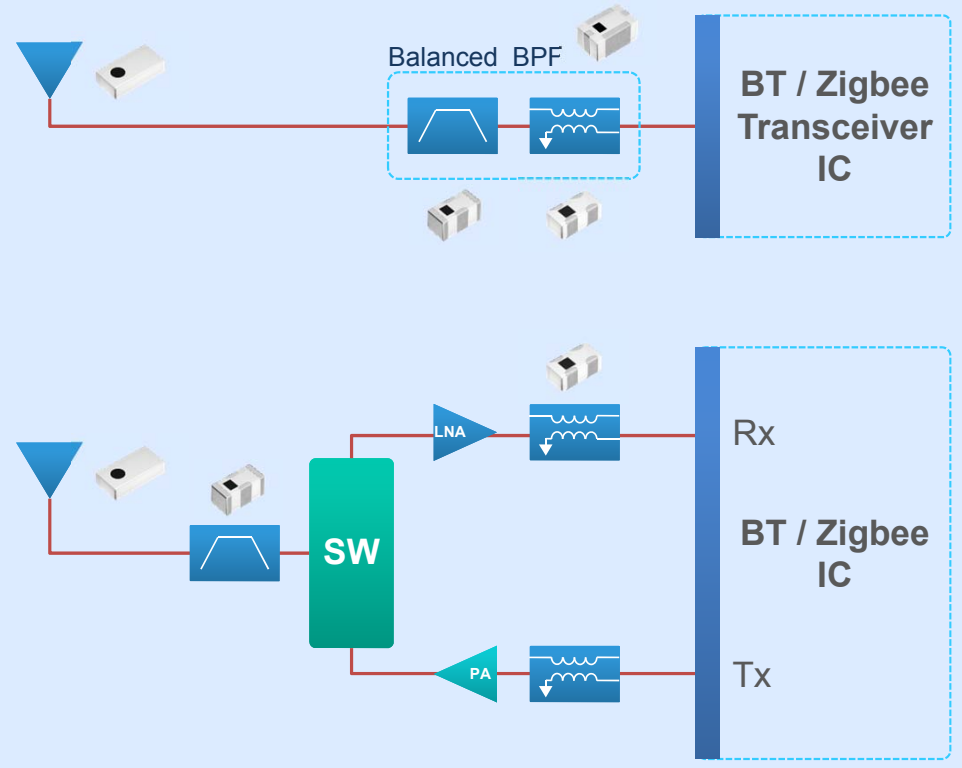 Balanced BPF
BT / Zigbee
Transceiver
IC
LNA
Rx
SW
BT / Zigbee
IC
PA
Tx